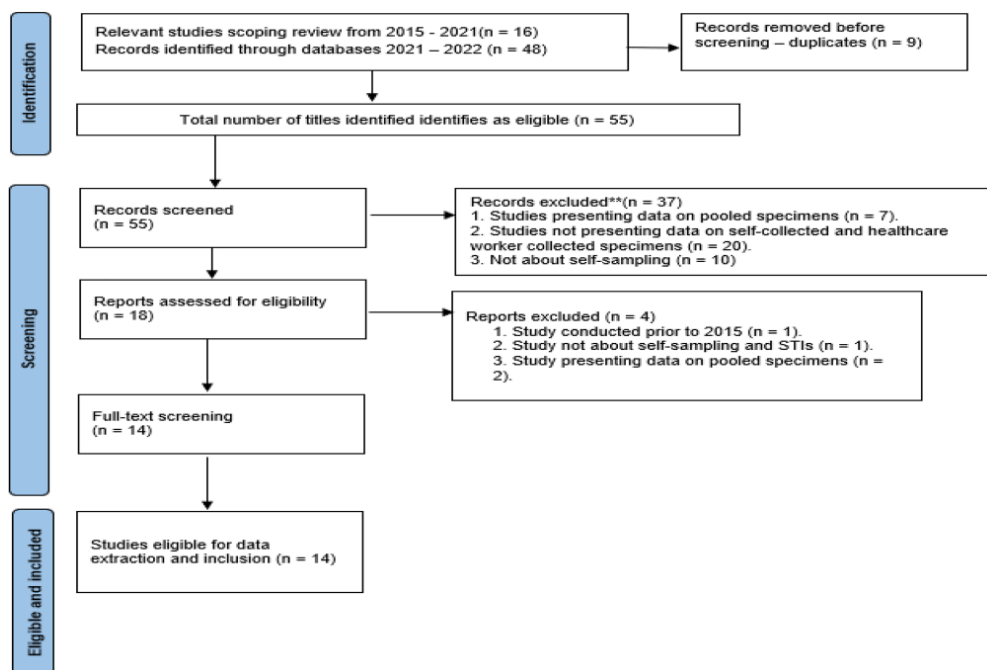 Relevant studies scoping review from 2015 - 2021(n = 16)
Records identified through databases 2021 – 2022 (n = 48)
Records removed before
screening – duplicates (n = 9)
Identification
Total number of titles identified identifies as eligible (n = 55)
Records screened
(n = 55)
Records excluded**(n = 37)
1. Studies presenting data on pooled specimens (n = 7).
2. Studies not presenting data on self-collected and healthcare
worker collected specimens (n = 20).
3. Not about self-sampling (n = 10)
Screening
Reports assessed for eligibility
(n = 18)
Reports excluded (n = 4)
1. Study conducted prior to 2015 (n = 1).
2. Study not about self-sampling and STIs (n = 1).
3. Study presenting data on pooled specimens (n =
2).
Full-text screening
(n = 14)
Eligible and included
Studies eligible for data
extraction and inclusion (n = 14)